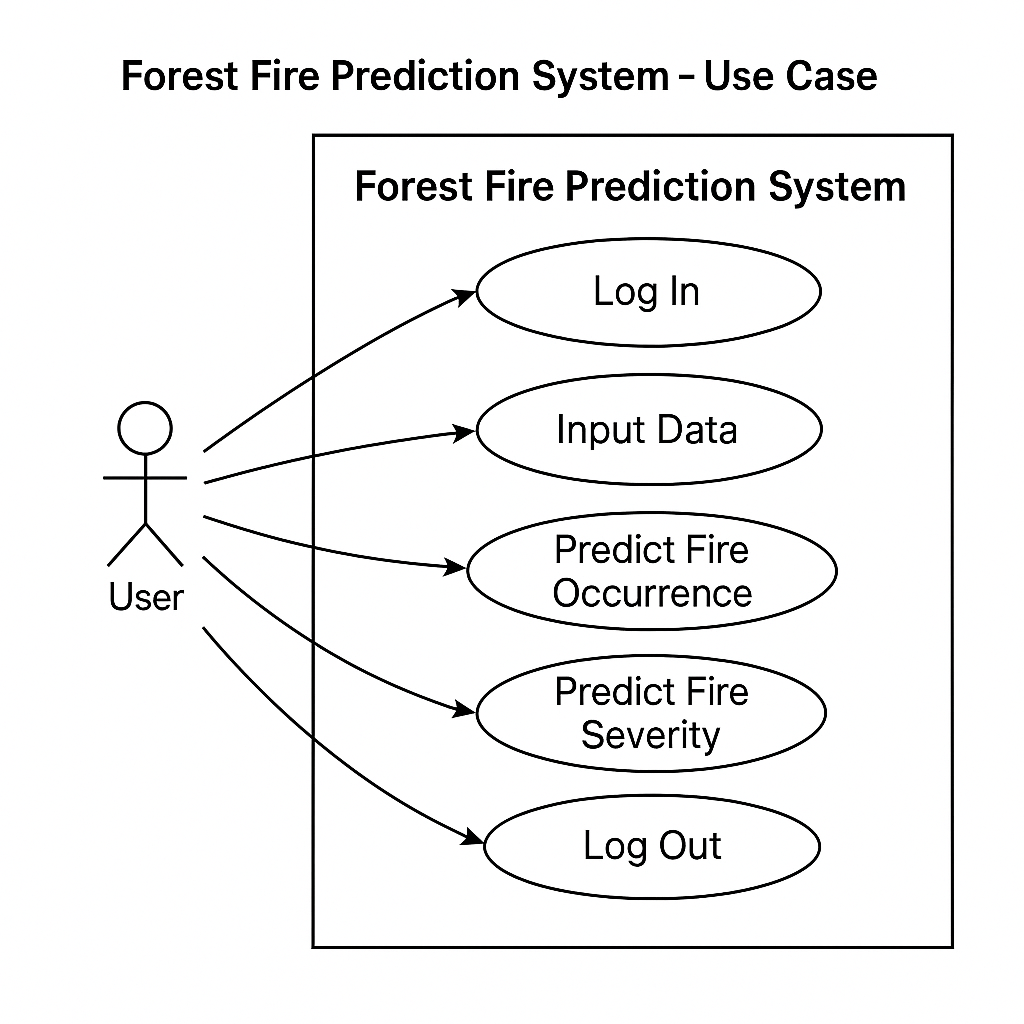 Forest Fire Prediction System - Use Case
Forest Fire Prediction System
Log In
Input Data
Predict Fire
Occurrence
Predict Fire
Severity
Log Out
User